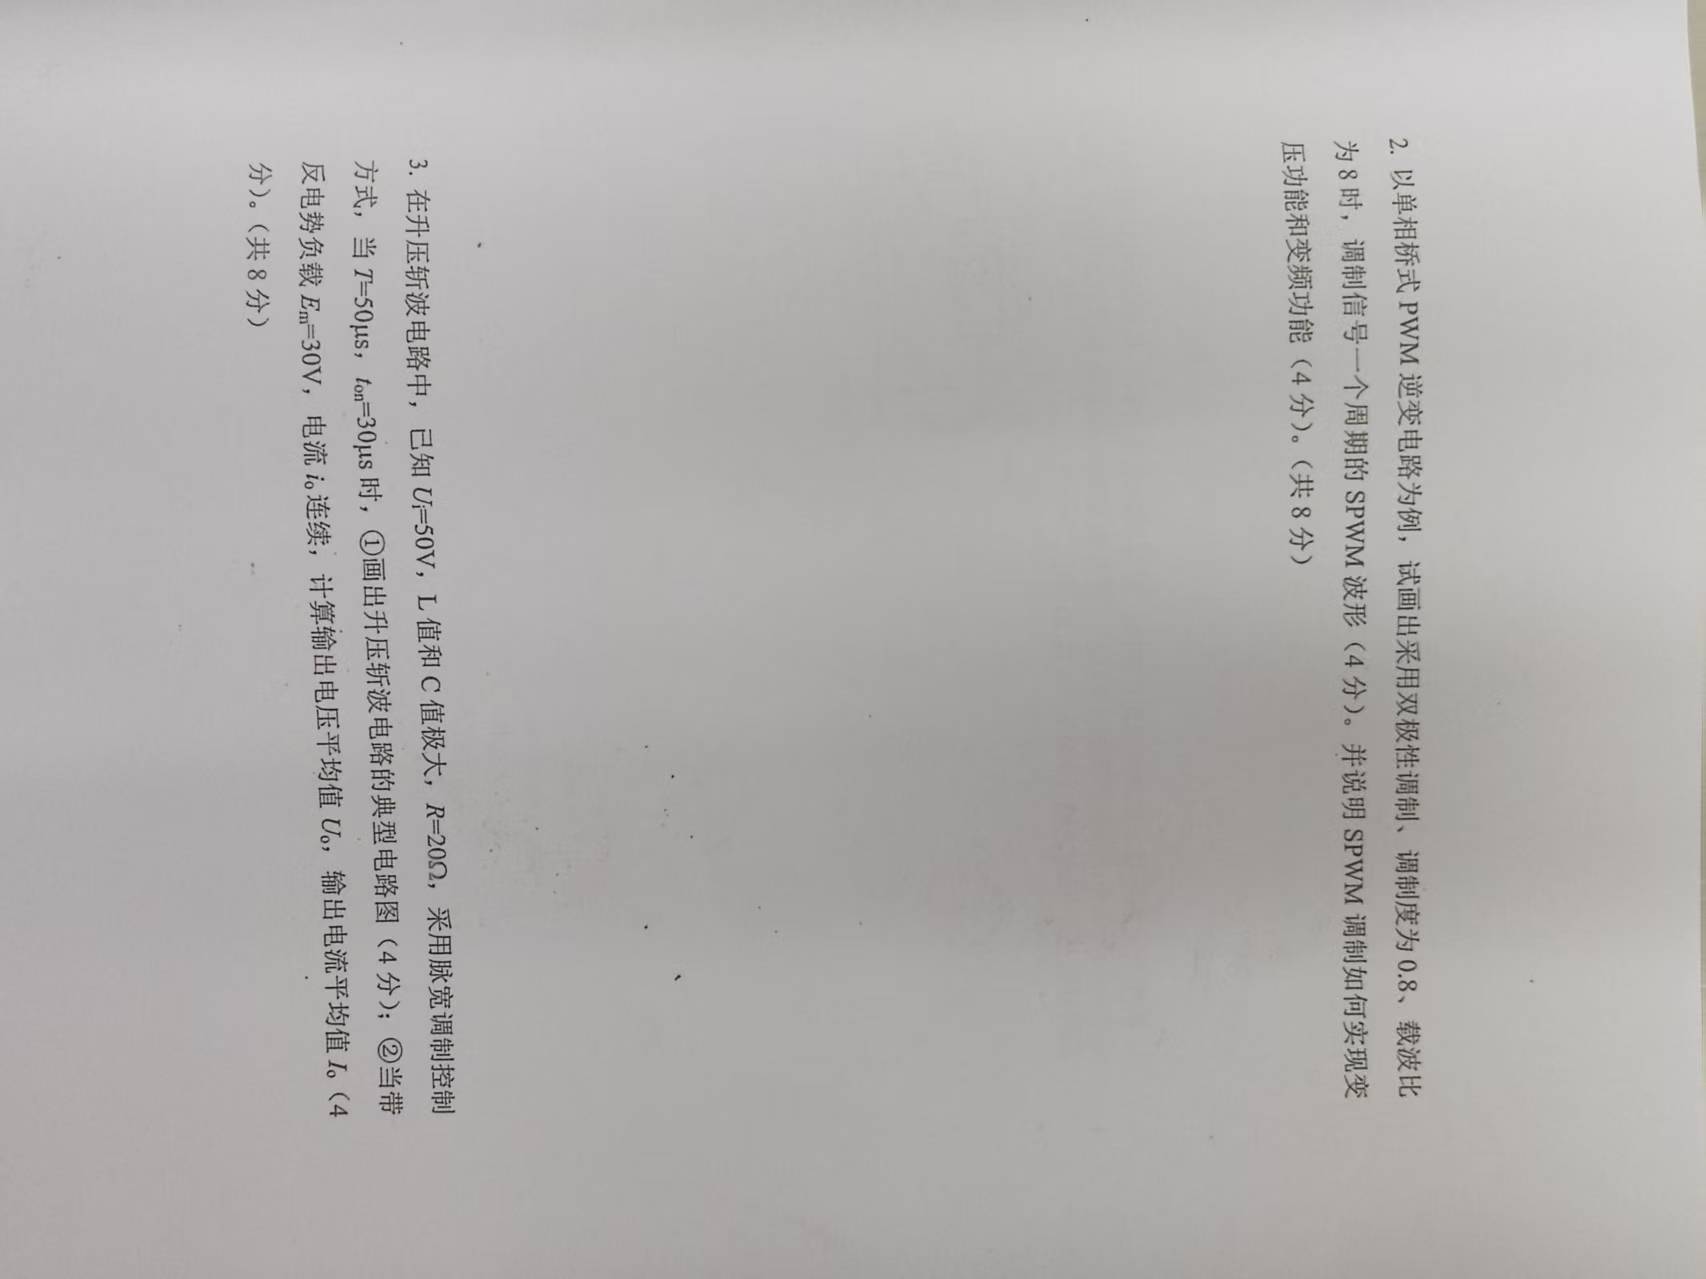 2. 以单相桥式 PWM 逆变电路为例，试画出采用双极性调制、调制度为 0.8、载波比
为 8 时，调制信号一个周期的 SPWM 波形（4 分）。并说明 SPWM 调制如何实现变
压功能和变频功能（4 分）。（共 8 分）
3. 在升压斩波电路中，已知 Ui=50V，L 值和 C 值极大，R=20Ω，采用脉宽调制控制
方式，当 T=50μs，ton=30μs 时，①画出升压斩波电路的典型电路图（4 分）；②当带
反电势负载 Em=30V，电流 io 连续，计算输出电压平均值 Uo，输出电流平均值 Io（4
分）。（共 8 分）